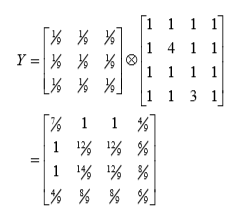 Y = [⅑ ⅑ ⅑; ⅑ ⅑ ⅑; ⅑ ⅑ ⅑] ⊗ [1 1 1 1; 1 4 1 1; 1 1 1 1; 1 1 3 1]
= [7/9 1 1 4/9; 1 12/9 12/9 6/9; 1 14/9 12/9 8/9; 4/9 8/9 8/9 6/9]